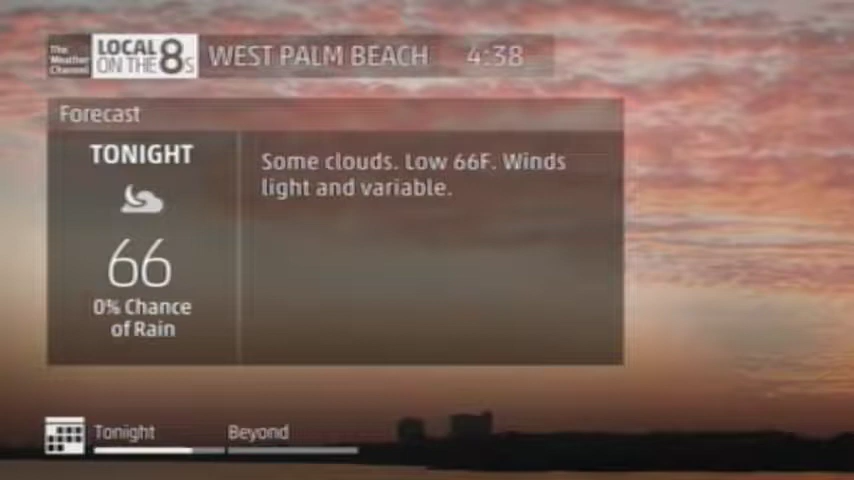 The
Weather
Channel
LOCAL
ON THE 8s
WEST PALM BEACH 4:38
Forecast
TONIGHT
66
0% Chance
of Rain
Some clouds. Low 66F. Winds
light and variable.
Tonight
Beyond